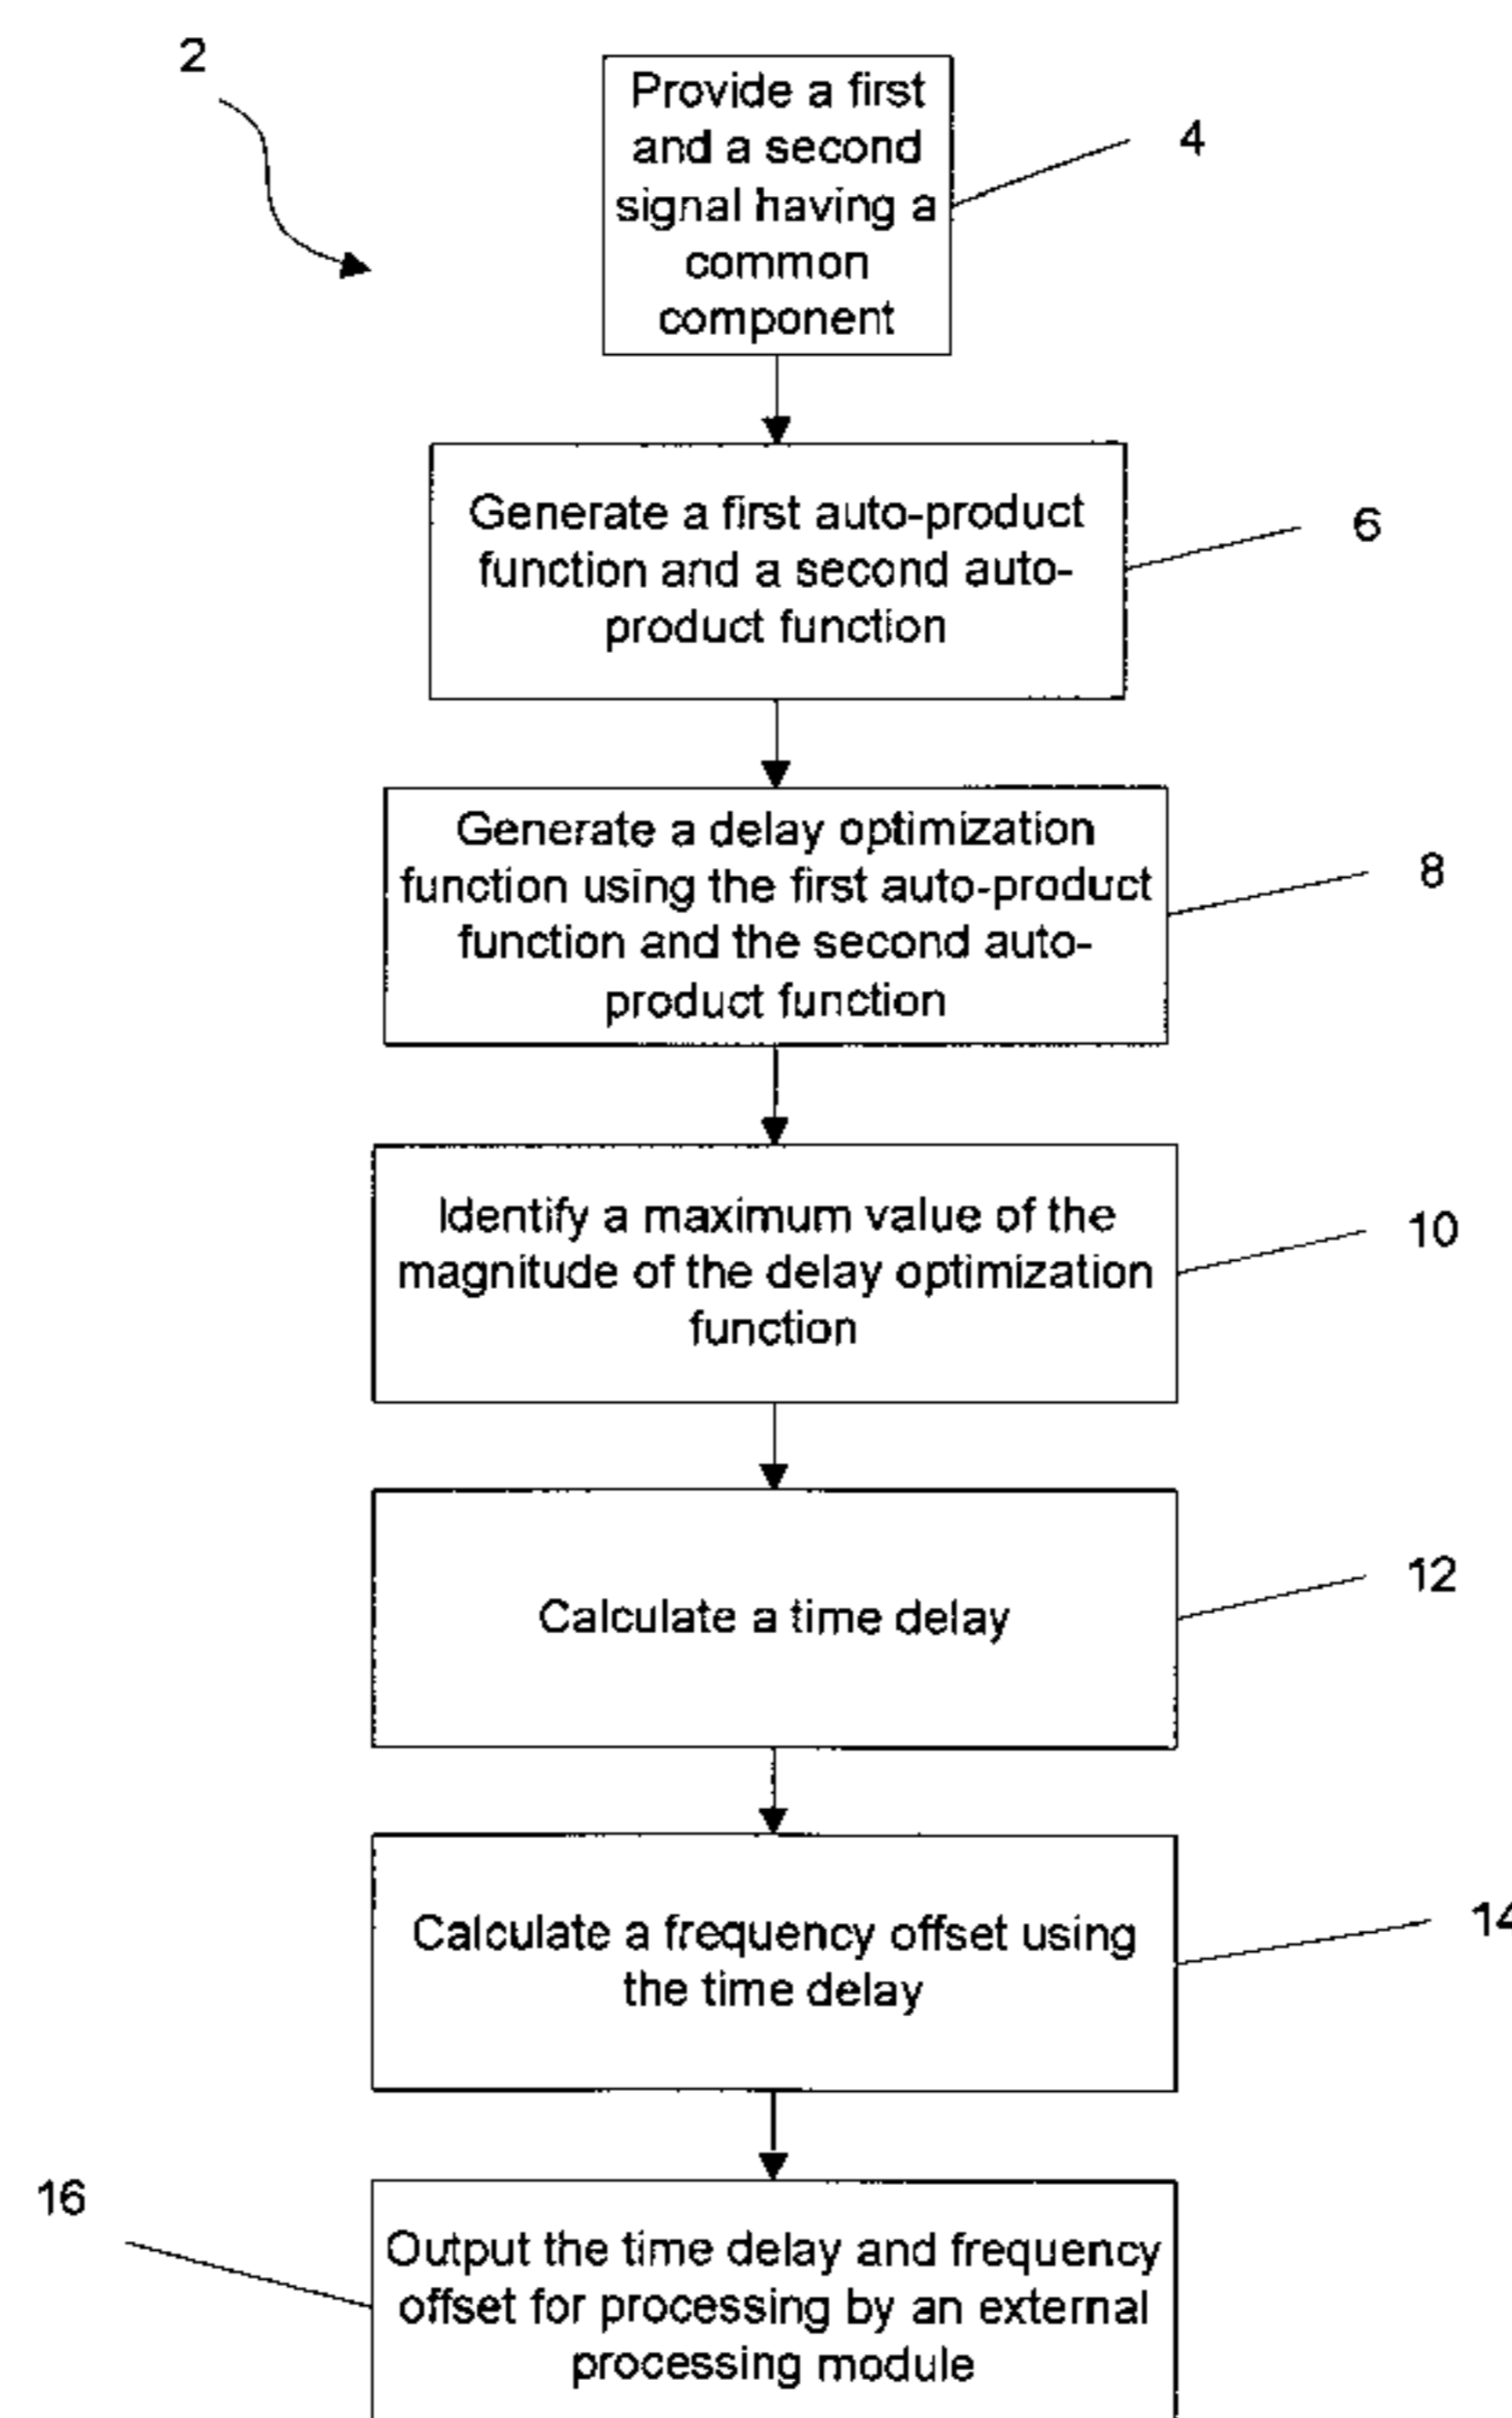 2
Provide a first
and a second
signal having a
common
component
4
Generate a first auto-product
function and a second auto-
product function
6
Generate a delay optimization
function using the first auto-product
function and the second auto-
product function
8
Identify a maximum value of the
magnitude of the delay optimization
function
10
Calculate a time delay
12
Calculate a frequency offset using
the time delay
14
16
Output the time delay and frequency
offset for processing by an external
processing module